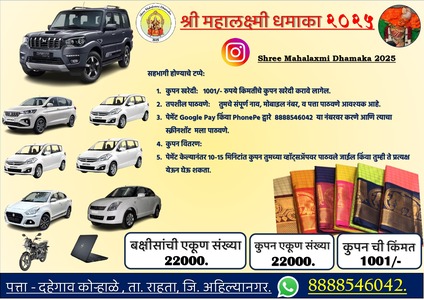 श्री महालक्ष्मी धमाका २०२५
Shree Mahalaxmi Dhamaka 2025
सहभागी होण्याचे टप्पे:
1. कुपन खरेदी: 1001/- रुपये किमतीचे कुपन खरेदी करावे लागेल.
2. तपशील पाठवणे: तुमचे संपूर्ण नाव, मोबाइल नंबर, व पत्ता पाठवणे आवश्यक आहे.
3. पेमेंट Google Pay किंवा PhonePe द्वारे 8888546042 या नंबरवर करणे आणि त्याचा
स्क्रीनशॉट मला पाठवणे.
4. कुपन वितरण:
5. पेमेंट केल्यानंतर 10-15 मिनिटांत कुपन तुमच्या व्हॉट्सअ‍ॅपवर पाठवले जाईल किंवा तुम्ही ते प्रत्यक्ष
येऊन घेऊ शकता.
बक्षीसांची एकूण संख्या
22000.
कुपन एकूण संख्या
22000.
कुपन ची किंमत
1001/-
पत्ता - दहेगाव कोऱ्हाळे , ता. राहता, जि. अहिल्यानगर.
8888546042.